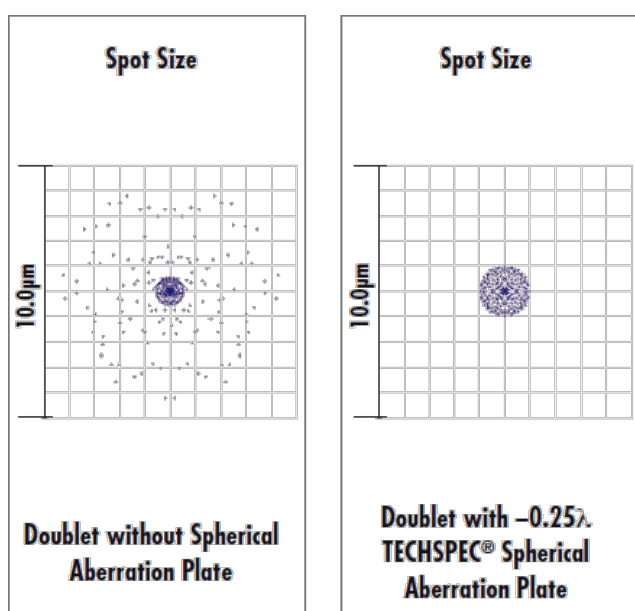 Spot Size
10.0µm
Doublet without Spherical
Aberration Plate
Spot Size
10.0µm
Doublet with –0.25λ
TECHSPEC® Spherical
Aberration Plate